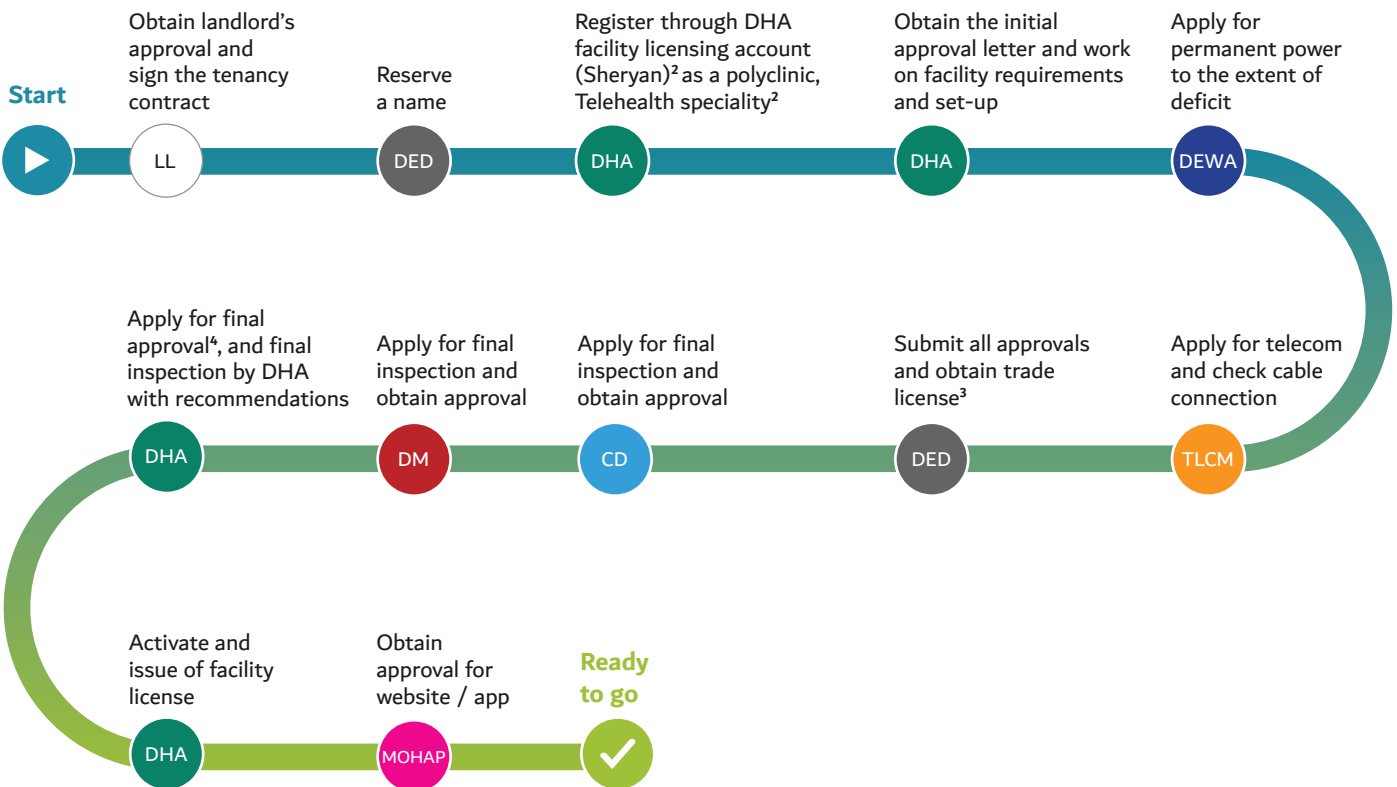 Start
Obtain landlord's
approval and
sign the tenancy
contract
LL
Reserve
a name
DED
Register through DHA
facility licensing account
(Sheryan)² as a polyclinic,
Telehealth speciality²
DHA
Obtain the initial
approval letter and work
on facility requirements
and set-up
DHA
Apply for
permanent power
to the extent of
deficit
DEWA
Apply for telecom
and check cable
connection
TLCM
Submit all approvals
and obtain trade
license³
DED
Apply for final
inspection and
obtain approval
CD
Apply for final
inspection and
obtain approval
DM
Apply for final
approval⁴, and final
inspection by DHA
with recommendations
DHA
Activate and
issue of facility
license
DHA
Obtain
approval for
website / app
MOHAP
Ready
to go